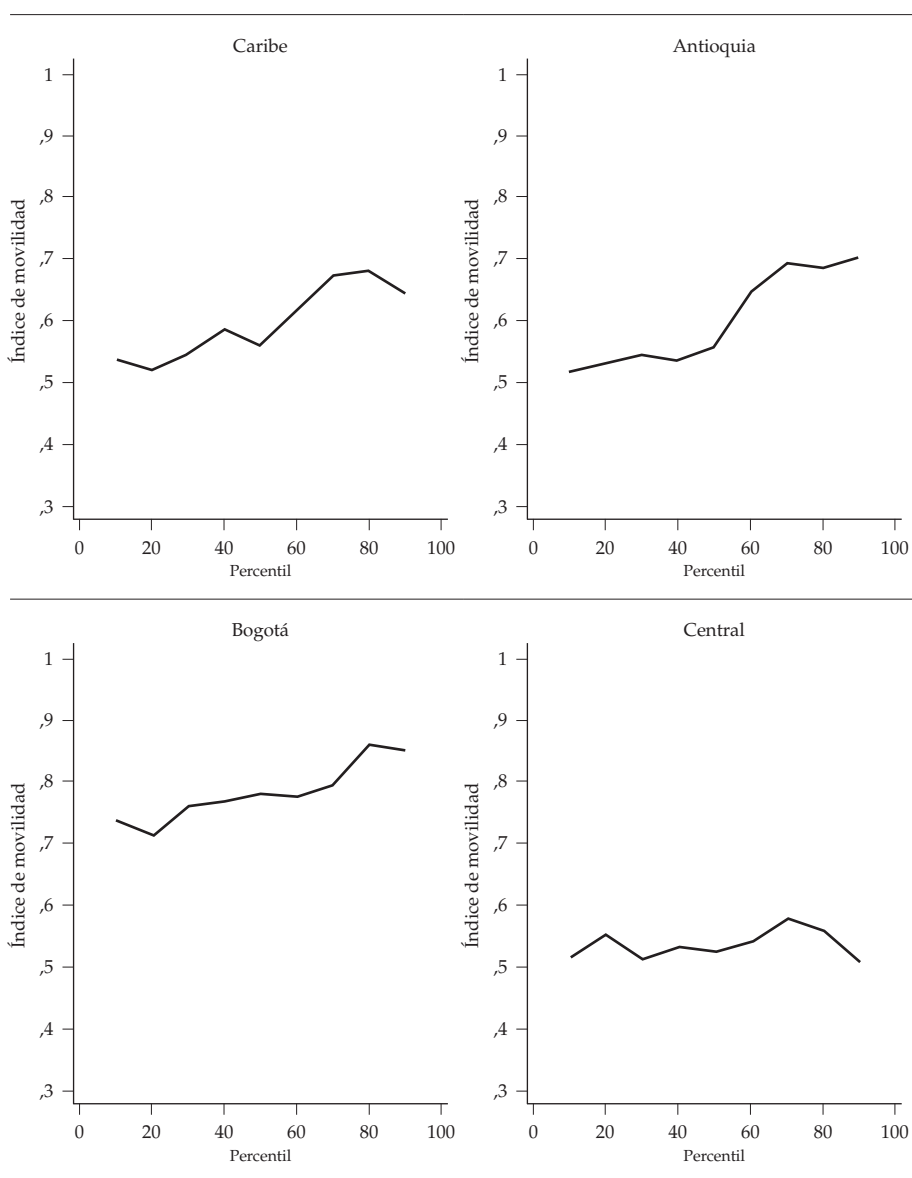 Caribe
Índice de movilidad
1
,9
,8
,7
,6
,5
,4
,3
0 20 40 60 80 100
Percentil
Antioquia
Índice de movilidad
1
,9
,8
,7
,6
,5
,4
,3
0 20 40 60 80 100
Percentil
Bogotá
Índice de movilidad
1
,9
,8
,7
,6
,5
,4
,3
0 20 40 60 80 100
Percentil
Central
Índice de movilidad
1
,9
,8
,7
,6
,5
,4
,3
0 20 40 60 80 100
Percentil